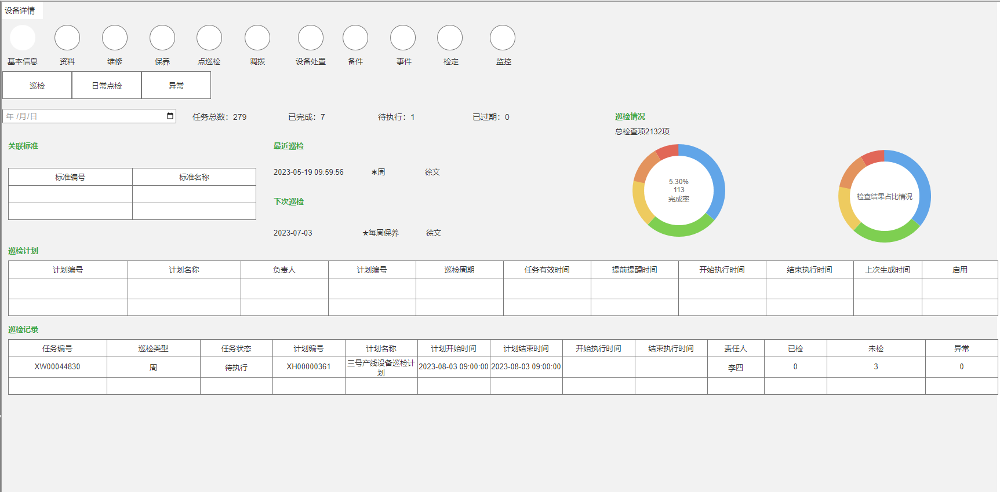 设备详情
基本信息 资料 维修 保养 点巡检 调拨 设备处置 备件 事件 检定 监控
巡检 日常点检 异常
年 /月/日 任务总数：279 已完成：7 待执行：1 已过期：0
巡检情况
总检查项2132项
关联标准
标准编号 标准名称
最近巡检
2023-05-19 09:59:56 ∗周 徐文
下次巡检
2023-07-03 ★每周保养 徐文
5.30%
113
完成率
检查结果占比情况
巡检计划
计划编号 计划名称 负责人 计划编号 巡检周期 任务有效时间 提前提醒时间 开始执行时间 结束执行时间 上次生成时间 启用
巡检记录
任务编号 巡检类型 任务状态 计划编号 计划名称 计划开始时间 计划结束时间 开始执行时间 结束执行时间 责任人 已检 未检 异常
XW00044830 周 待执行 XH00000361 三号产线设备巡检计划 2023-08-03 09:00:00 2023-08-03 09:00:00 李四 0 3 0